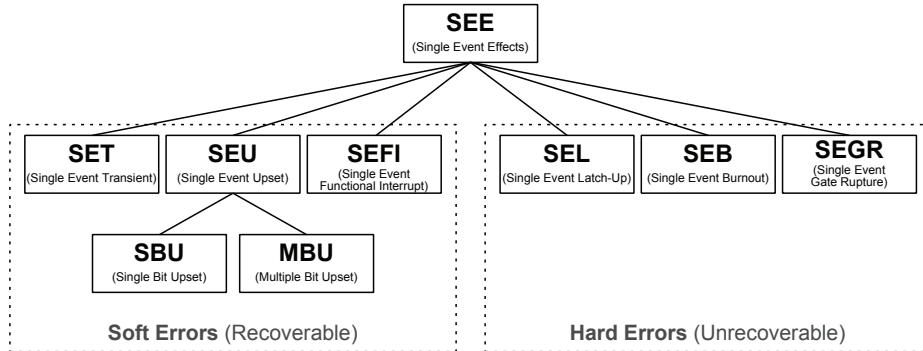 SEE
(Single Event Effects)
SET
(Single Event Transient)
SEU
(Single Event Upset)
SEFI
(Single Event
Functional Interrupt)
SEL
(Single Event Latch-Up)
SEB
(Single Event Burnout)
SEGR
(Single Event
Gate Rupture)
SBU
(Single Bit Upset)
MBU
(Multiple Bit Upset)
Soft Errors (Recoverable)
Hard Errors (Unrecoverable)